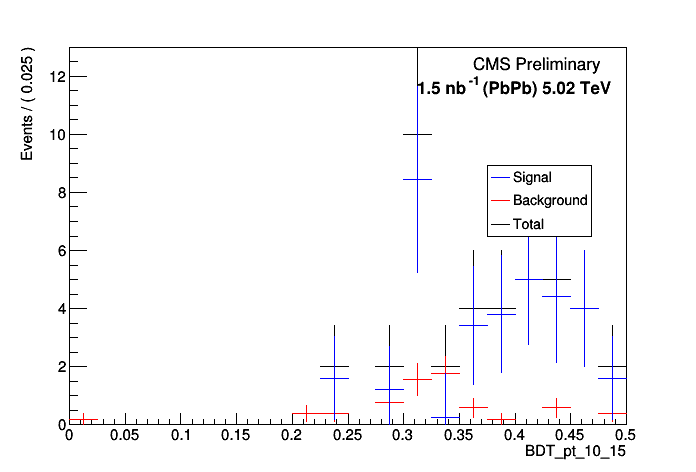 Events / ( 0.025 )
12
10
8
6
4
2
0
CMS Preliminary
1.5 nb⁻¹ (PbPb) 5.02 TeV
Signal
Background
Total
0 0.05 0.1 0.15 0.2 0.25 0.3 0.35 0.4 0.45 0.5
BDT_pt_10_15